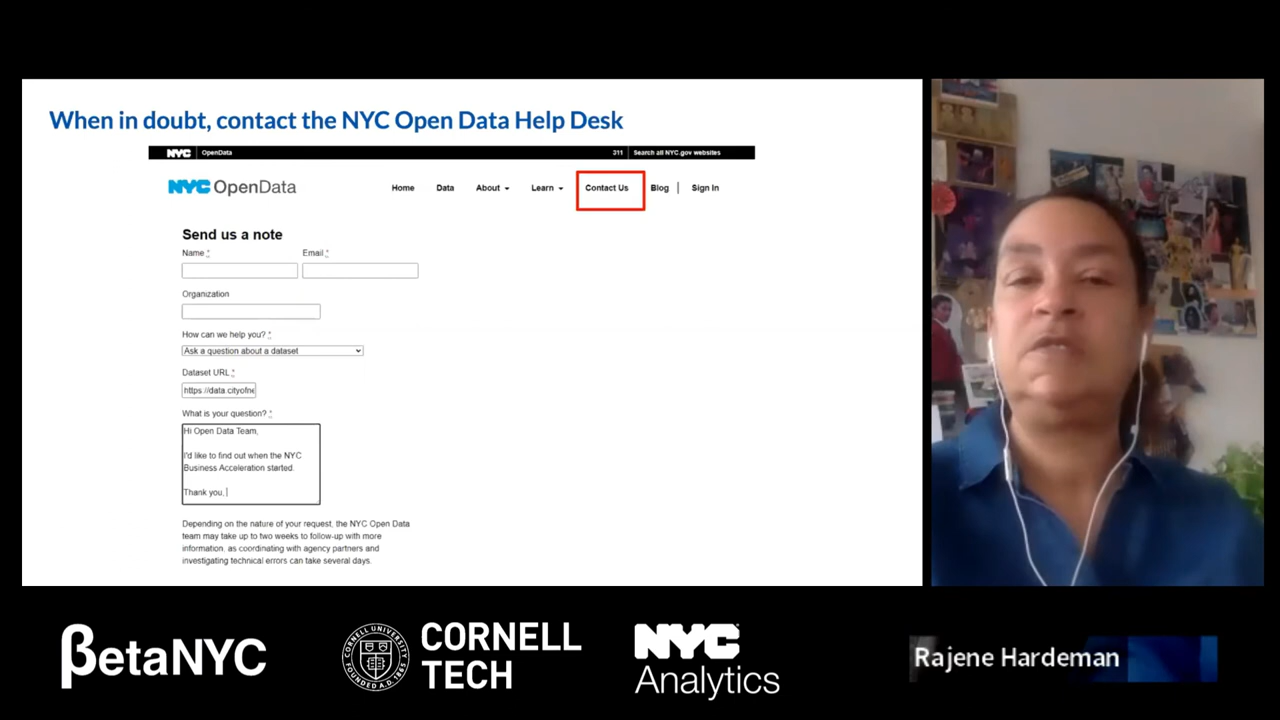 When in doubt, contact the NYC Open Data Help Desk
NYC OpenData 311 Search all NYC.gov websites
NYC OpenData Home Data About Learn Contact Us Blog Sign In
Send us a note
Name * Email *
Organization
How can we help you? *
Ask a question about a dataset
Dataset URL *
https://data.cityofne
What is your question? *
Hi Open Data Team,
I'd like to find out when the NYC
Business Acceleration started.
Thank you,
Depending on the nature of your request, the NYC Open Data
team may take up to two weeks to follow-up with more
information, as coordinating with agency partners and
investigating technical errors can take several days.
βetaNYC
CORNELL UNIVERSITY
FOUNDED A.D. 1865
CORNELL
TECH
NYC
Analytics
Rajene Hardeman